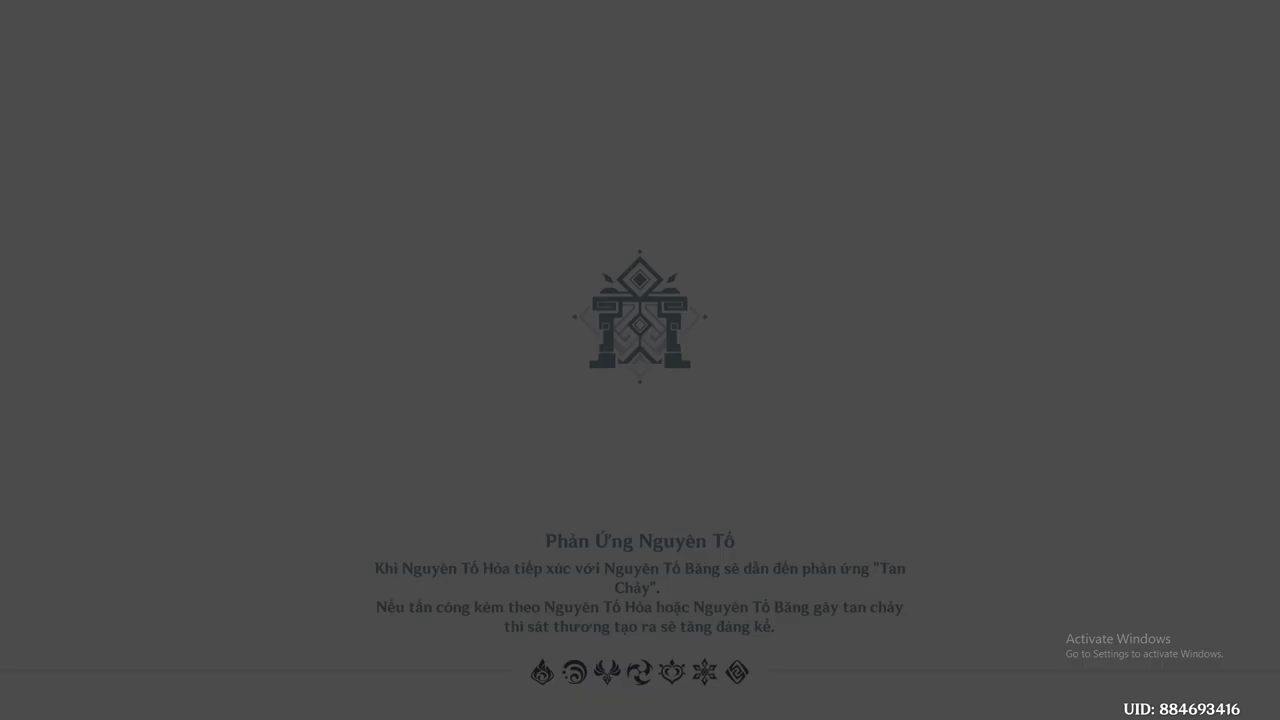 Phản Ứng Nguyên Tố
Khi Nguyên Tố Hỏa tiếp xúc với Nguyên Tố Băng sẽ dẫn đến phản ứng "Tan
Chảy".
Nếu tấn công kèm theo Nguyên Tố Hỏa hoặc Nguyên Tố Băng gây tan chảy
thì sát thương tạo ra sẽ tăng đáng kể.
Activate Windows
Go to Settings to activate Windows.
UID: 884693416